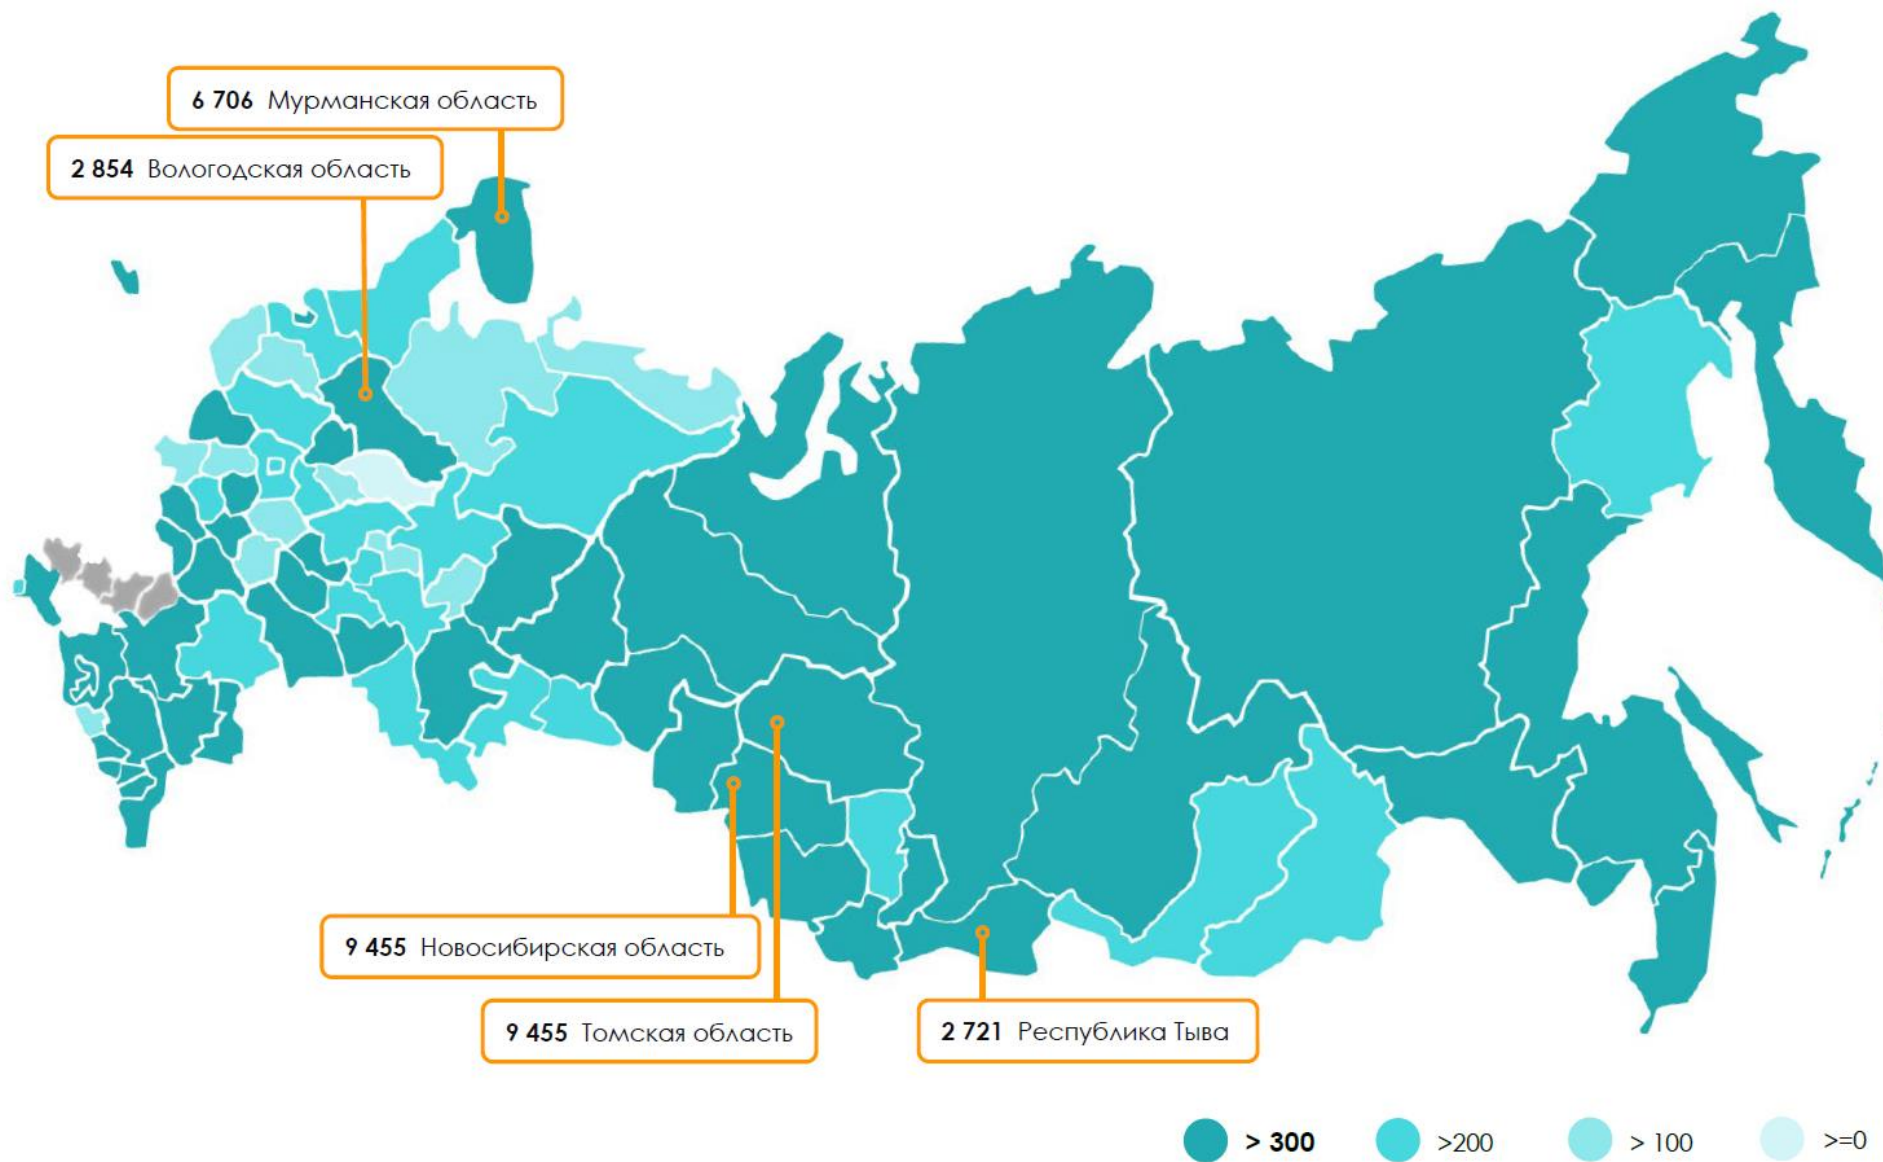 6 706 Мурманская область
2 854 Вологодская область
9 455 Новосибирская область
9 455 Томская область
2 721 Республика Тыва
> 300
>200
> 100
>=0